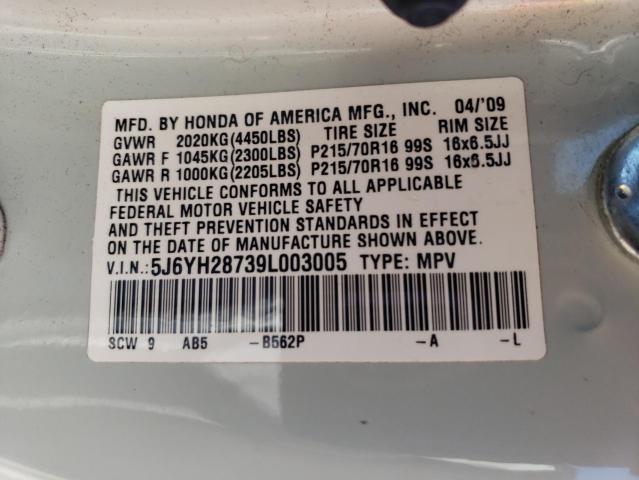 MFD. BY HONDA OF AMERICA MFG., INC. 04/'09
GVWR 2020KG(4450LBS) TIRE SIZE RIM SIZE
GAWR F 1045KG(2300LBS) P215/70R16 99S 16x6.5JJ
GAWR R 1000KG(2205LBS) P215/70R16 99S 16x6.5JJ
THIS VEHICLE CONFORMS TO ALL APPLICABLE
FEDERAL MOTOR VEHICLE SAFETY
AND THEFT PREVENTION STANDARDS IN EFFECT
ON THE DATE OF MANUFACTURE SHOWN ABOVE.
V.I.N.: 5J6YH28739L003005 TYPE: MPV
SCW 9 AB5 -B562P -A -L